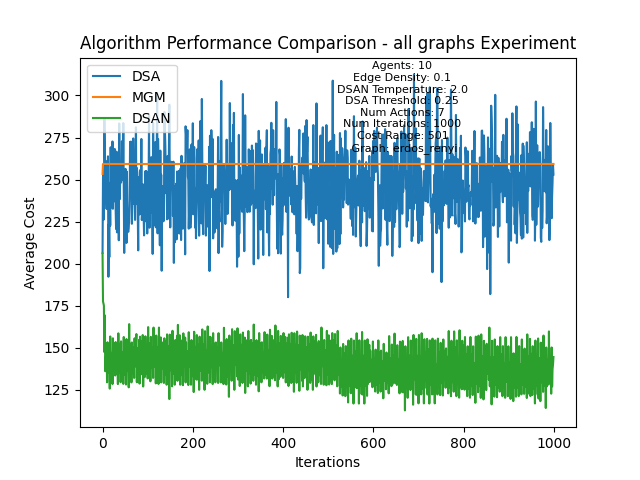 Algorithm Performance Comparison - all graphs Experiment
DSA
MGM
DSAN
Agents: 10
Edge Density: 0.1
DSAN Temperature: 2.0
DSA Threshold: 0.25
Num Actions: 7
Num Iterations: 1000
Cost Range: 501
Graph: erdos_renyi
Average Cost
300
275
250
225
200
175
150
125
0
200
400
600
800
1000
Iterations